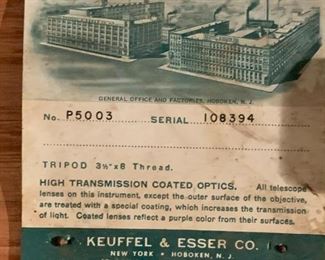 GENERAL OFFICE AND FACTORIES, HOBOKEN, N. J.
No. P5003 SERIAL 108394
TRIPOD 3½"x8 Thread.
HIGH TRANSMISSION COATED OPTICS. All telescope
lenses on this instrument, except the outer surface of the objective,
are treated with a special coating, which increases the transmission
of light. Coated lenses reflect a purple color from their surfaces.
KEUFFEL & ESSER CO.
NEW YORK • HOBOKEN, N. J.